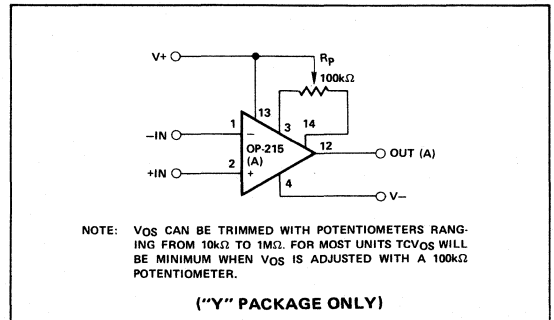 V+
Rp
100kΩ
13
–IN
1
–
3
14
OP-215
(A)
12
OUT (A)
+IN
2
+
4
V–
NOTE: VOS CAN BE TRIMMED WITH POTENTIOMETERS RANG-
ING FROM 10kΩ TO 1MΩ. FOR MOST UNITS TCVOS WILL
BE MINIMUM WHEN VOS IS ADJUSTED WITH A 100kΩ
POTENTIOMETER.
("Y" PACKAGE ONLY)